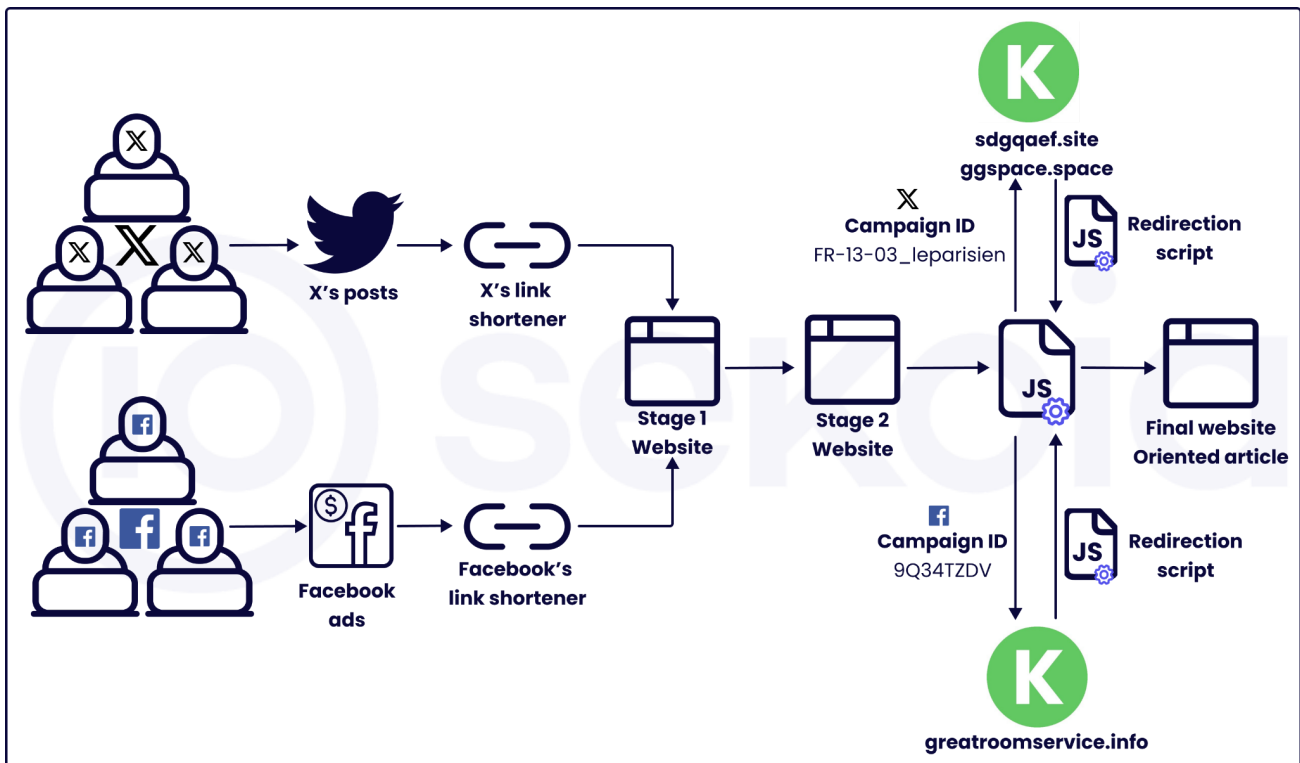 K
sdgqaef.site
ggspace.space
X
Campaign ID
FR-13-03_leparisien
JS
Redirection
script
X
X
X
X
X's posts
X's link
shortener
Stage 1
Website
Stage 2
Website
JS
Final website
Oriented article
sekoia
f
f
f
f
$
f
Facebook
ads
Facebook's
link shortener
f
Campaign ID
9Q34TZDV
JS
Redirection
script
K
greatroomservice.info